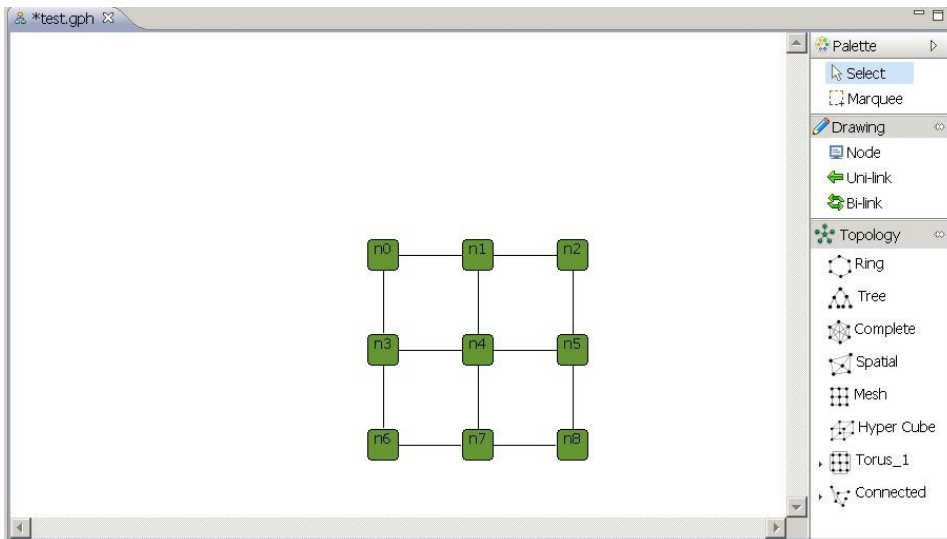 *test.gph
Palette
Select
Marquee
Drawing
Node
Uni-link
Bi-link
Topology
Ring
Tree
Complete
Spatial
Mesh
Hyper Cube
Torus_1
Connected
n0 n1 n2
n3 n4 n5
n6 n7 n8